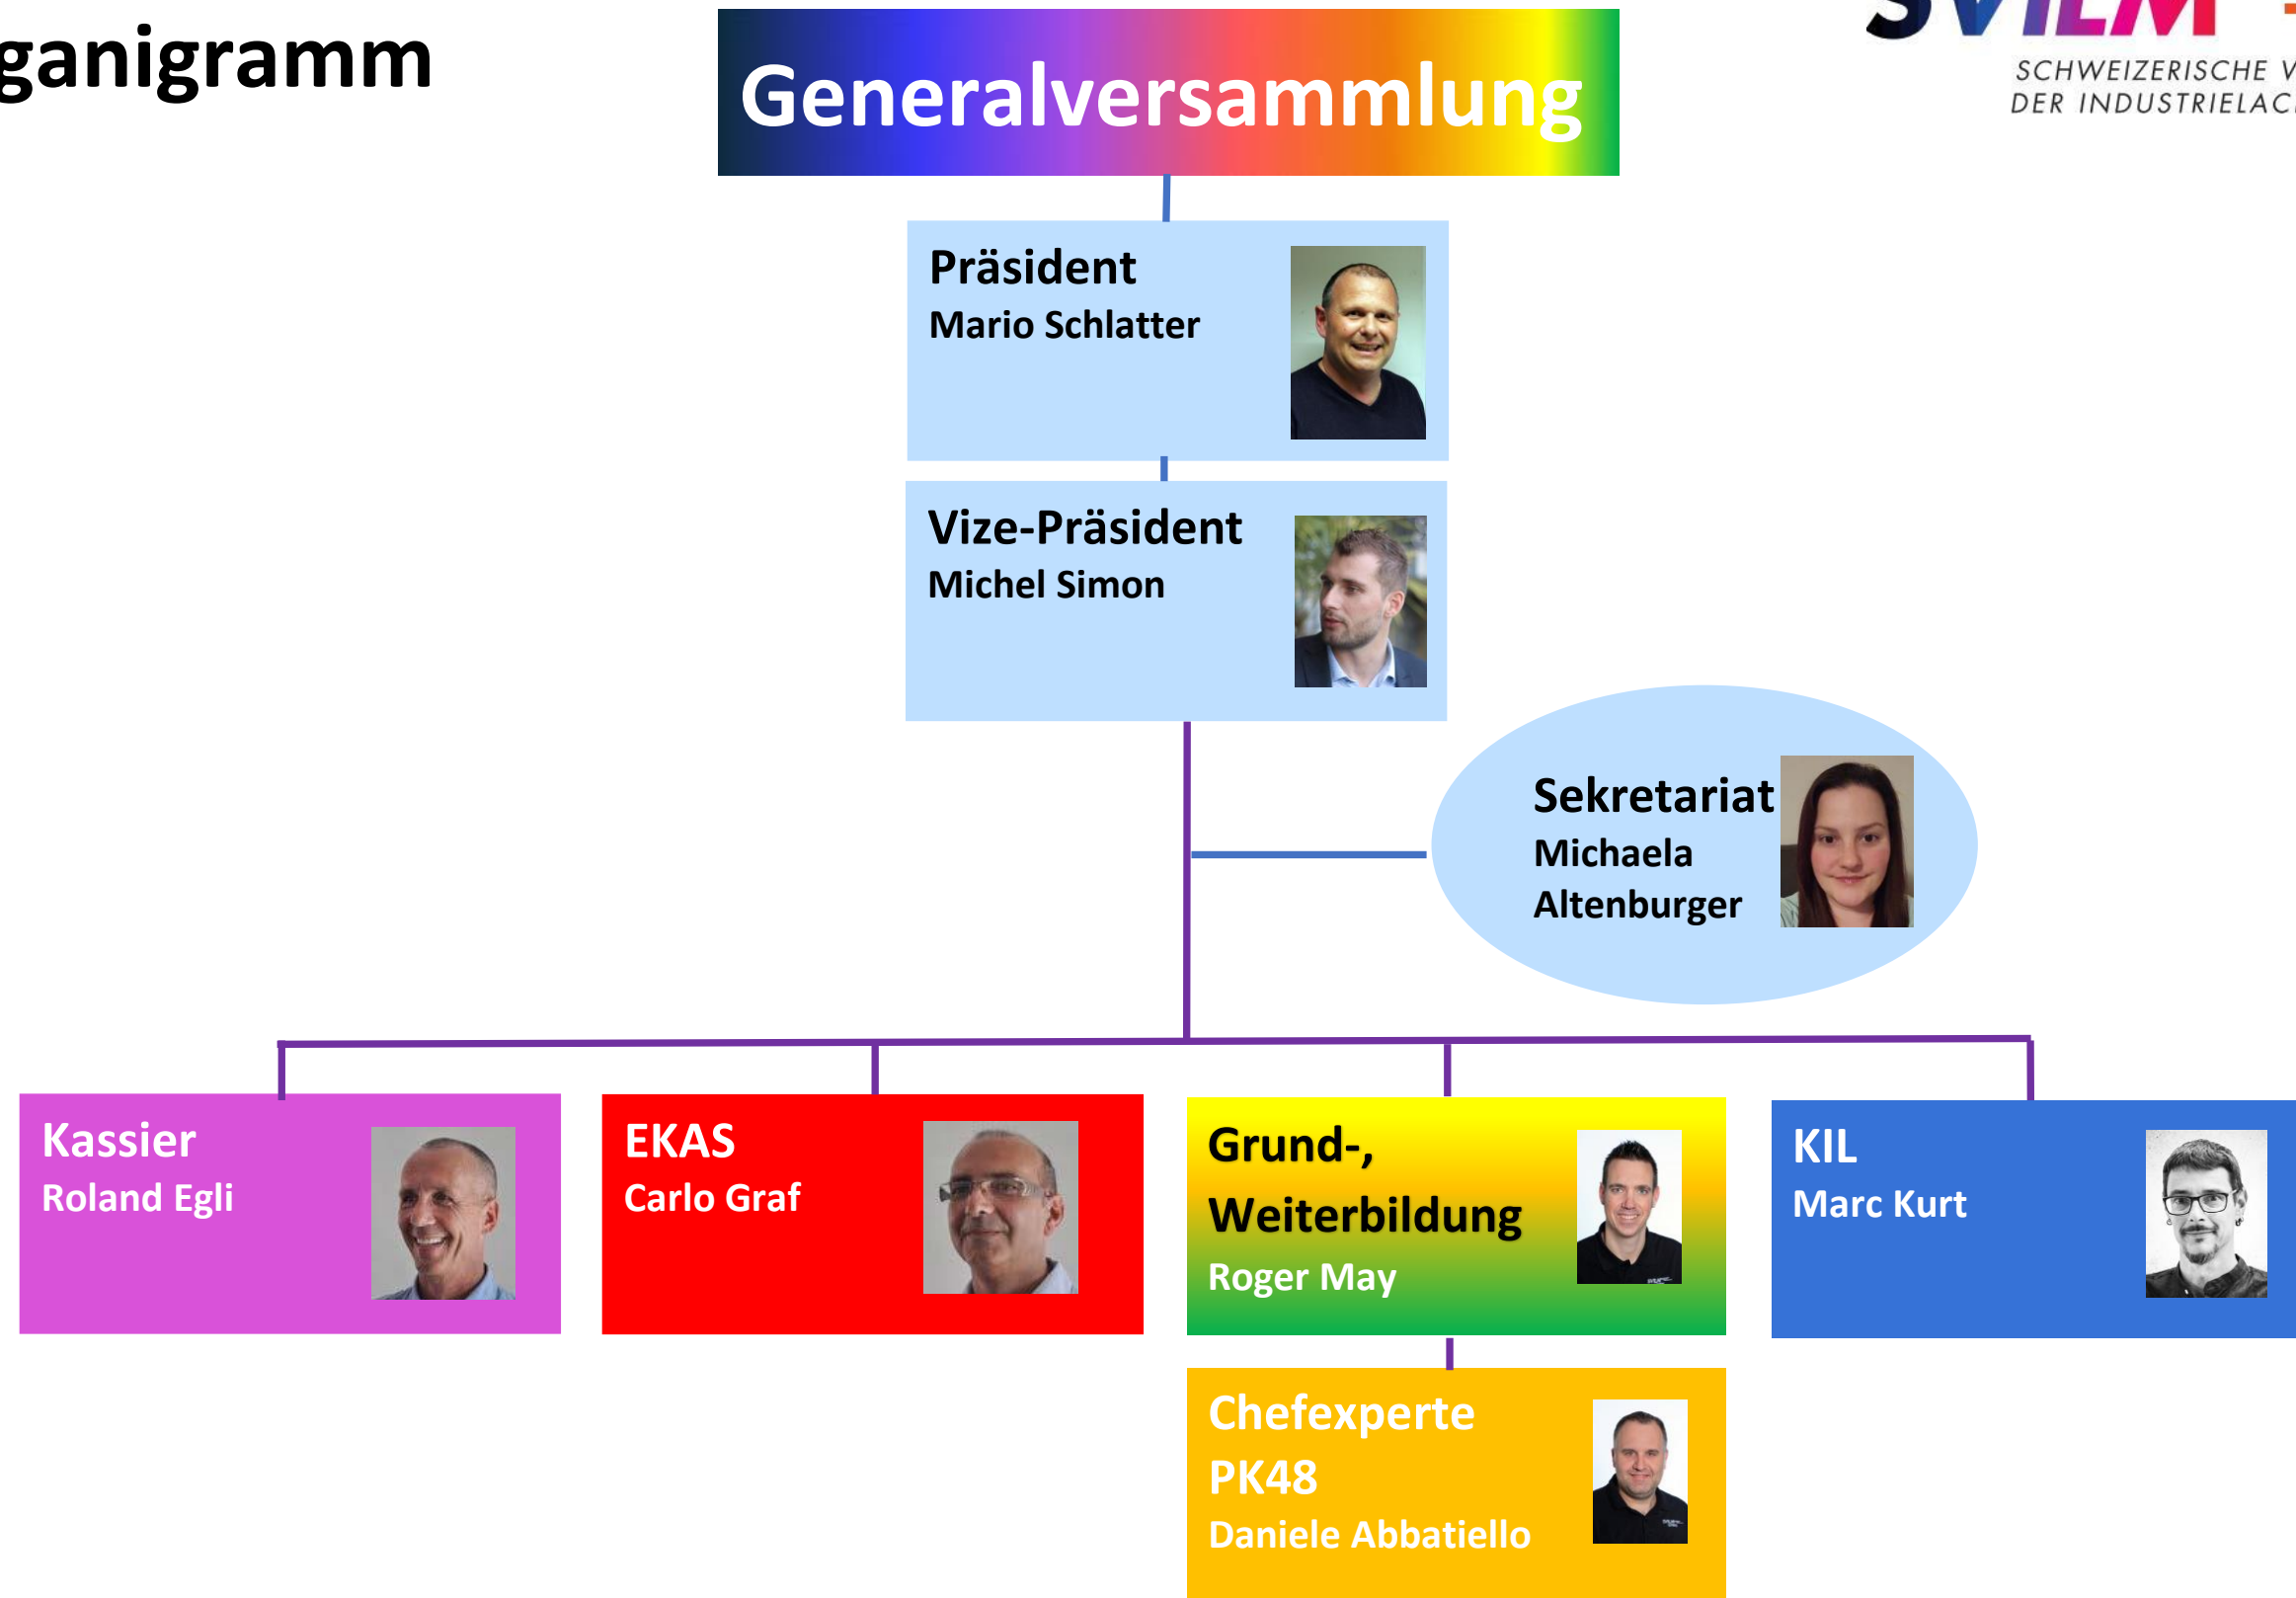 ganigramm
Generalversammlung
SVILM
SCHWEIZERISCHE V
DER INDUSTRIELAC
Präsident
Mario Schlatter
Vize-Präsident
Michel Simon
Sekretariat
Michaela
Altenburger
Kassier
Roland Egli
EKAS
Carlo Graf
Grund-,
Weiterbildung
Roger May
KIL
Marc Kurt
Chefexperte
PK48
Daniele Abbatiello